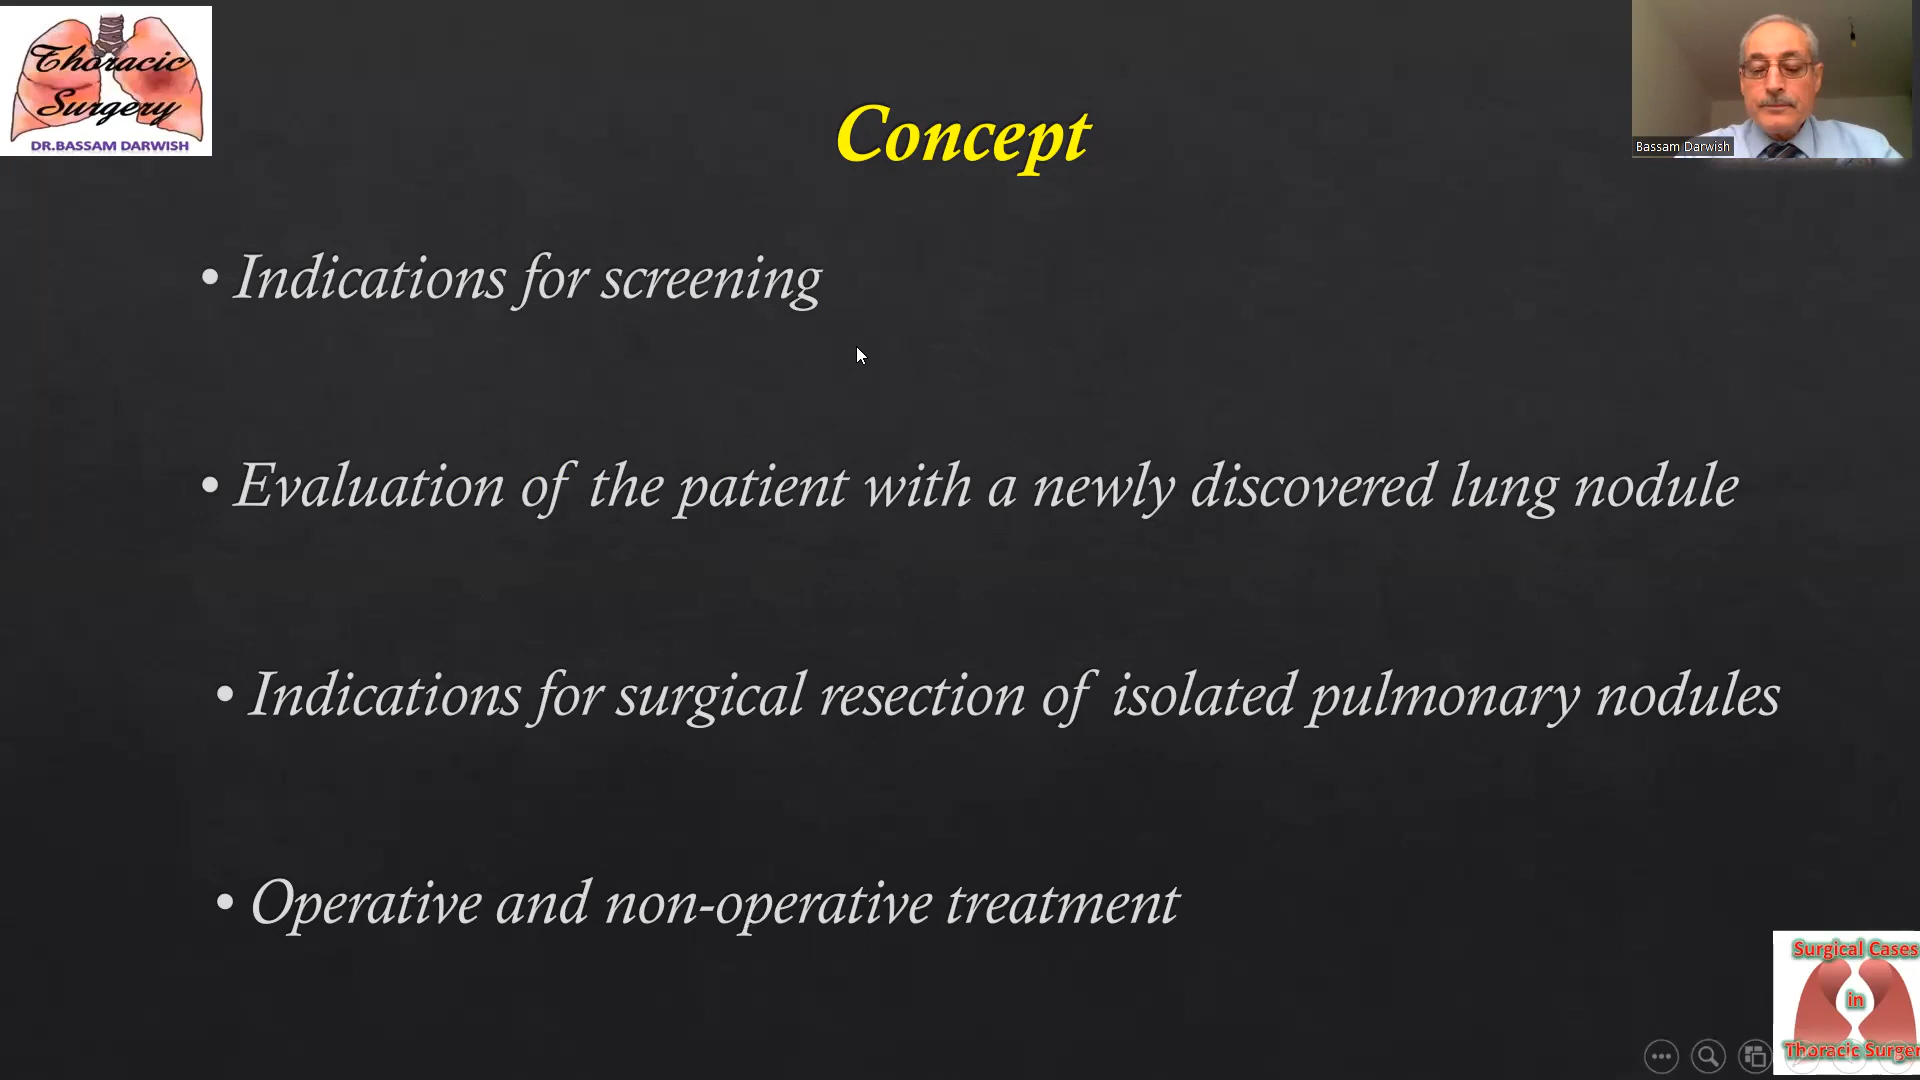 Thoracic
Surgery
DR.BASSAM DARWISH
Bassam Darwish
Concept
• Indications for screening
• Evaluation of the patient with a newly discovered lung nodule
• Indications for surgical resection of isolated pulmonary nodules
• Operative and non-operative treatment
Surgical Cases
in
Thoracic Surger